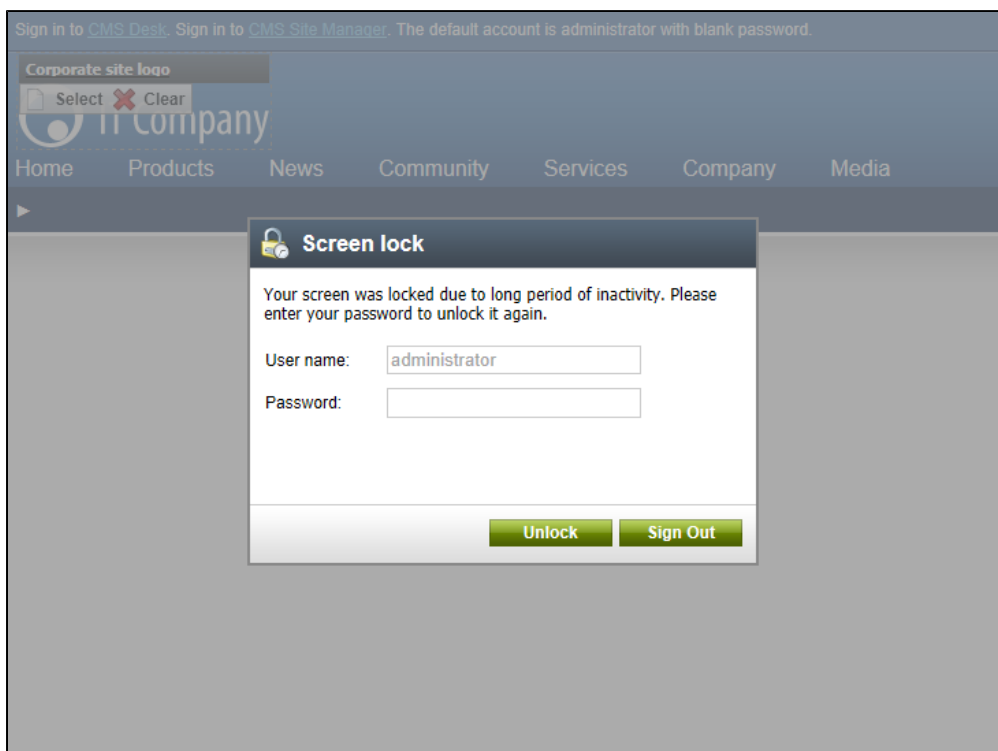 Sign in to CMS Desk. Sign in to CMS Site Manager. The default account is administrator with blank password.
Corporate site logo
Select Clear
IT Company
Home Products News Community Services Company Media
Screen lock
Your screen was locked due to long period of inactivity. Please
enter your password to unlock it again.
User name: administrator
Password:
Unlock Sign Out